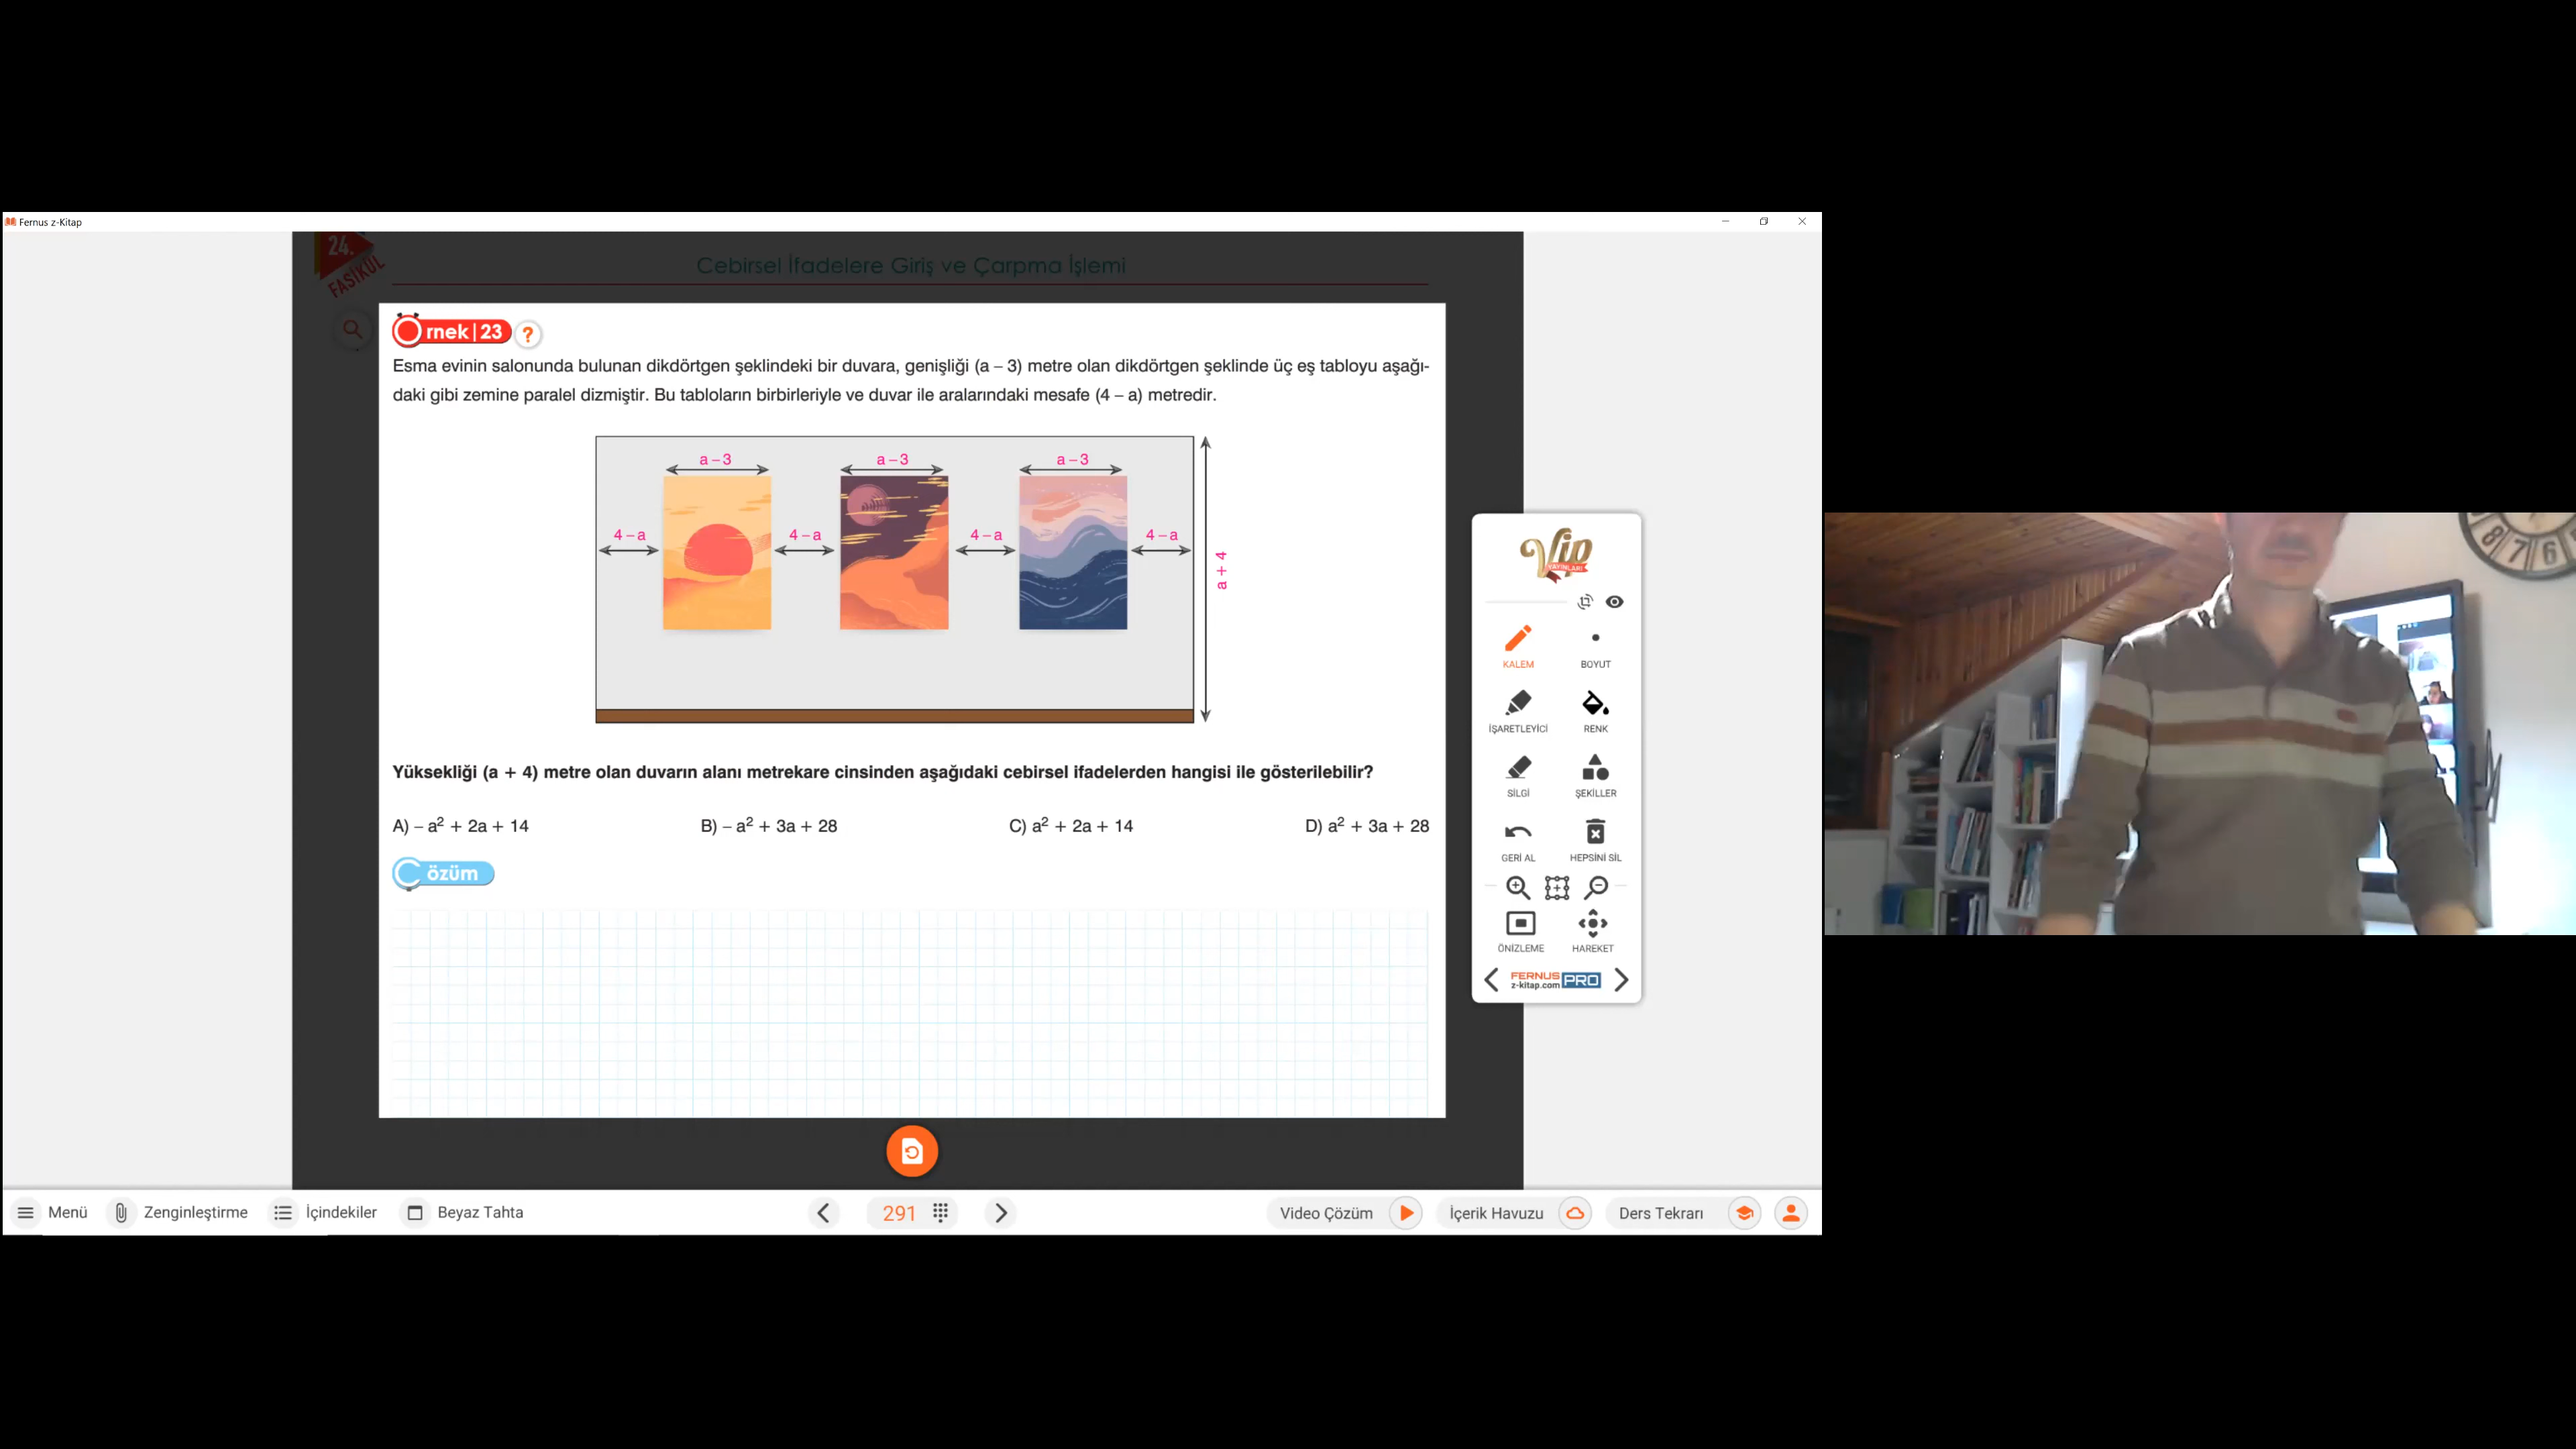 Fernus z-Kitap
24.
FASİKÜL
Cebirsel İfadelere Giriş ve Çarpma İşlemi
Örnek|23 ?
Esma evinin salonunda bulunan dikdörtgen şeklindeki bir duvara, genişliği (a – 3) metre olan dikdörtgen şeklinde üç eş tabloyu aşağı-
daki gibi zemine paralel dizmiştir. Bu tabloların birbirleriyle ve duvar ile aralarındaki mesafe (4 – a) metredir.
a – 3 a – 3 a – 3
4 – a 4 – a 4 – a 4 – a
a + 4
Yüksekliği (a + 4) metre olan duvarın alanı metrekare cinsinden aşağıdaki cebirsel ifadelerden hangisi ile gösterilebilir?
A) – a² + 2a + 14 B) – a² + 3a + 28 C) a² + 2a + 14 D) a² + 3a + 28
Çözüm
Vip
YAYINLARI
KALEM BOYUT
İŞARETLEYİCİ RENK
SİLGİ ŞEKİLLER
GERİ AL HEPSİNİ SİL
ÖNİZLEME HAREKET
FERNUS PRO
z-kitap.com
Menü Zenginleştirme İçindekiler Beyaz Tahta 291 Video Çözüm İçerik Havuzu Ders Tekrarı
8 7 6